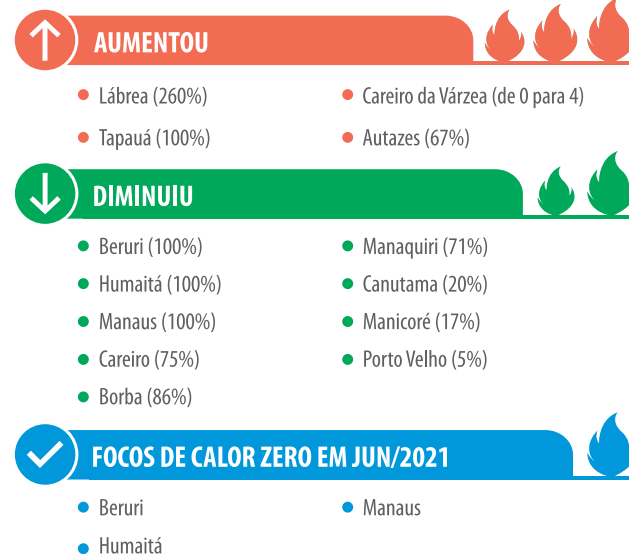 AUMENTOU
Lábrea (260%)
Tapauá (100%)
Careiro da Várzea (de 0 para 4)
Autazes (67%)
DIMINUIU
Beruri (100%)
Humaitá (100%)
Manaus (100%)
Careiro (75%)
Borba (86%)
Manaquiri (71%)
Canutama (20%)
Manicoré (17%)
Porto Velho (5%)
FOCOS DE CALOR ZERO EM JUN/2021
Beruri
Humaitá
Manaus